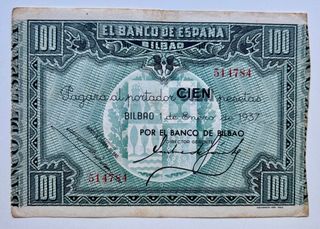 100 EL BANCO DE ESPAÑA 100
BILBAO
514784
Pagará al portador CIEN pesetas
BILBAO 1 de Enero de 1937
POR EL BANCO DE BILBAO
DIRECTOR GERENTE
514784
100 100